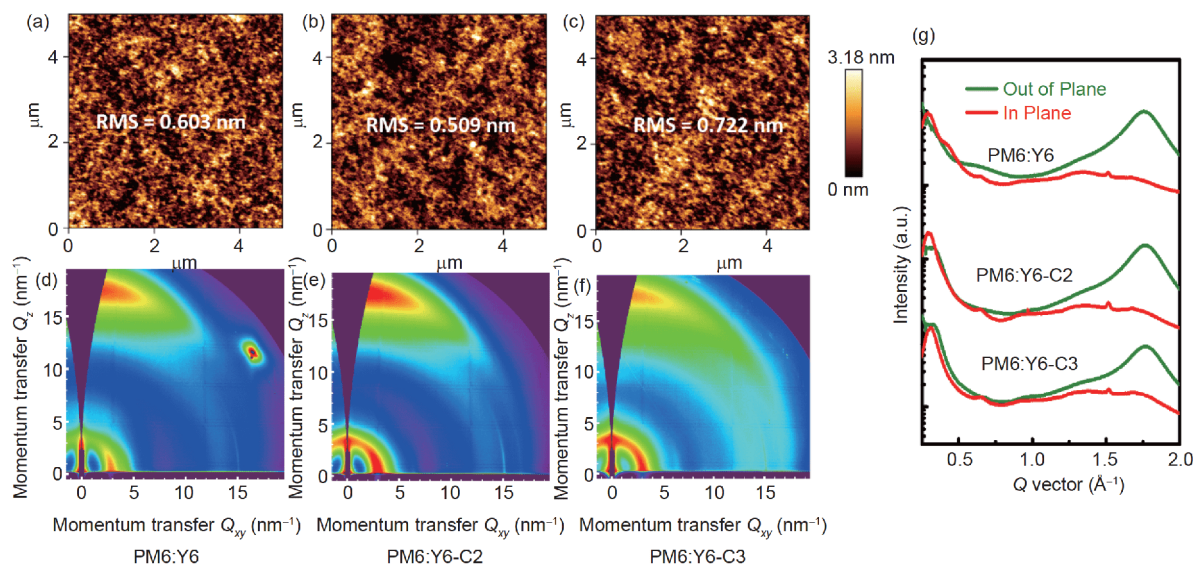 (a)
μm
4
2
0
RMS = 0.603 nm
0
2
4
μm
(b)
μm
4
2
0
RMS = 0.509 nm
0
2
4
μm
(c)
μm
4
2
0
RMS = 0.722 nm
0
2
4
μm
3.18 nm
0 nm
(d)
Momentum transfer Qz (nm⁻¹)
15
10
5
0
0
5
10
15
Momentum transfer Qxy (nm⁻¹)
PM6:Y6
(e)
Momentum transfer Qz (nm⁻¹)
15
10
5
0
0
5
10
15
Momentum transfer Qxy (nm⁻¹)
PM6:Y6-C2
(f)
Momentum transfer Qz (nm⁻¹)
15
10
5
0
0
5
10
15
Momentum transfer Qxy (nm⁻¹)
PM6:Y6-C3
(g)
Out of Plane
In Plane
PM6:Y6
PM6:Y6-C2
PM6:Y6-C3
Intensity (a.u.)
0.5
1.0
1.5
2.0
Q vector (Å⁻¹)